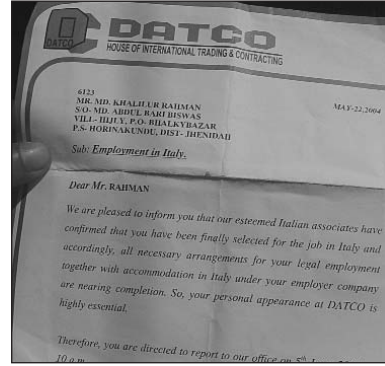 DATCO
DATCO
HOUSE OF INTERNATIONAL TRADING & CONTRACTING
MAY-22,2004
6123
MR. MD. KHALILUR RAHMAN
S/O- MD. ABDUL BARI BISWAS
VILL- HIJLY, P.O- BHALKYBAZAR
P.S- HORINAKUNDU, DIST- JHENIDAH
Sub: Employment in Italy.
Dear Mr. RAHMAN
We are pleased to inform you that our esteemed Italian associates have
confirmed that you have been finally selected for the job in Italy and
accordingly, all necessary arrangements for your legal employment
together with accommodation in Italy under your employer company
are nearing completion. So, your personal appearance at DATCO is
highly essential.
Therefore, you are directed to report to our office on 5th
10 a.m